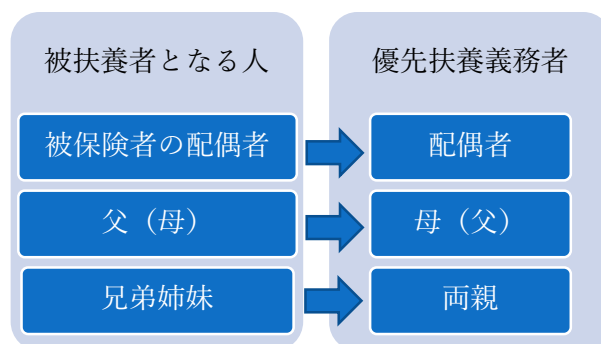 被扶養者となる人
優先扶養義務者
被保険者の配偶者
配偶者
父（母）
母（父）
兄弟姉妹
両親